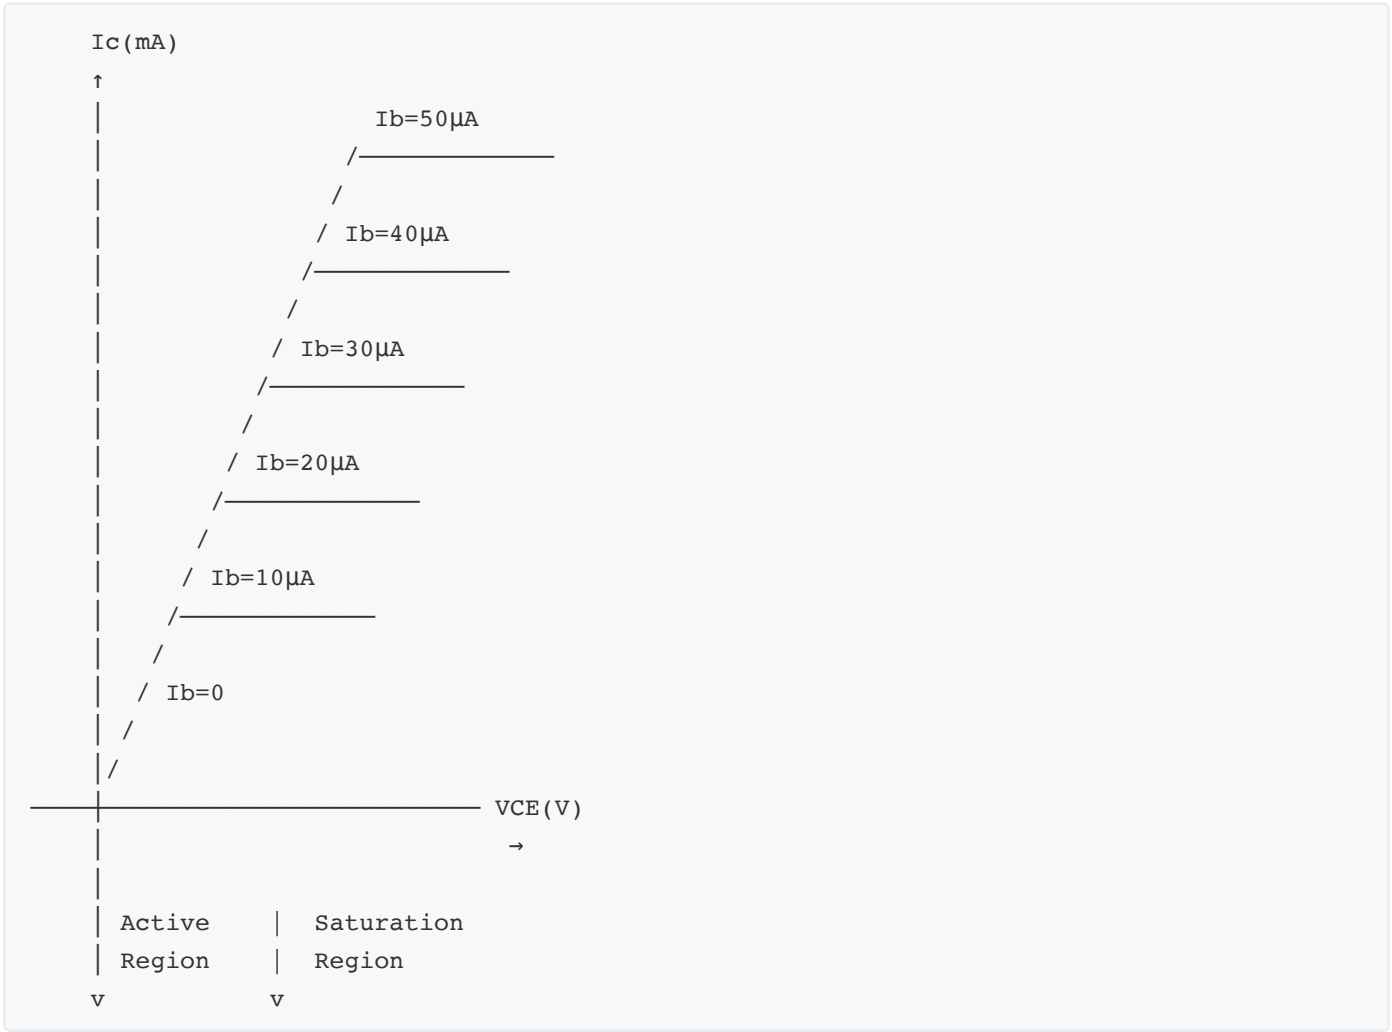 Ic(mA)
↑
Ib=50µA
Ib=40µA
Ib=30µA
Ib=20µA
Ib=10µA
Ib=0
VCE(V)
→
Active | Saturation
Region | Region
v v